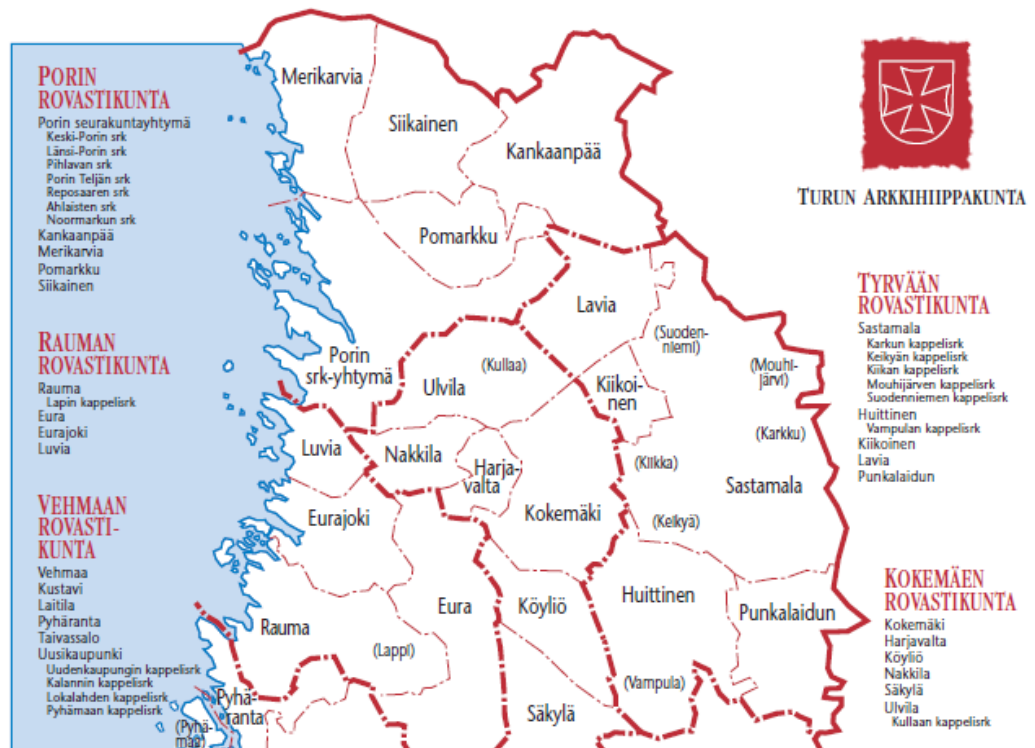 PORIN
ROVASTIKUNTA
Porin seurakuntayhtymä
Keski-Porin srk
Länsi-Porin srk
Pihlavan srk
Porin Teljän srk
Reposaaren srk
Ahlaisten srk
Noormarkun srk
Kankaanpää
Merikarvia
Pomarkku
Siikainen
RAUMAN
ROVASTIKUNTA
Rauma
Lapin kappelisrk
Eura
Eurajoki
Luvia
VEHMAAN
ROVASTI-
KUNTA
Vehmaa
Kustavi
Laitila
Pyhäranta
Taivassalo
Uusikaupunki
Uudenkaupungin kappelisrk
Kalannin kappelisrk
Lokalahden kappelisrk
Pyhämaan kappelisrk
Merikarvia
Siikainen
Kankaanpää
Pomarkku
Lavia
(Suoden-
niemi)
(Mouhi-
järvi)
Porin
srk-yhtymä
(Kullaa)
Ulvila
Kiikoi-
nen
(Karkku)
Luvia
Nakkila
Harja-
valta
(Kiikka)
Sastamala
Eurajoki
Kokemäki
(Keikyä)
Rauma
(Lappi)
Eura
Köyliö
Huittinen
Punkalaidun
(Vampula)
Säkylä
Pyhä-
ranta
(Pyhä-
maa)
TURUN ARKKIHIIPPAKUNTA
TYRVÄÄN
ROVASTIKUNTA
Sastamala
Karkun kappelisrk
Keikyän kappelisrk
Kiikan kappelisrk
Mouhijärven kappelisrk
Suodenniemen kappelisrk
Huittinen
Vampulan kappelisrk
Kiikoinen
Lavia
Punkalaidun
KOKEMÄEN
ROVASTIKUNTA
Kokemäki
Harjavalta
Köyliö
Nakkila
Säkylä
Ulvila
Kullaan kappelisrk